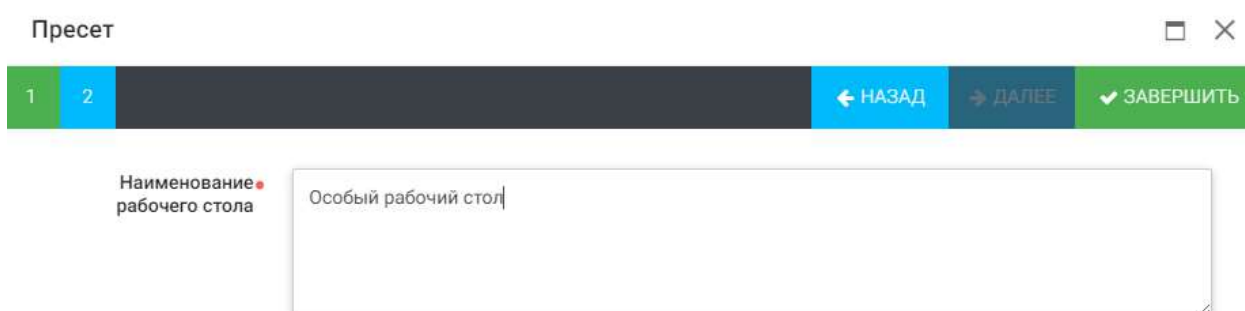 Пресет
1 2 НАЗАД ДАЛЕЕ ЗАВЕРШИТЬ
Наименование
рабочего стола
Особый рабочий стол